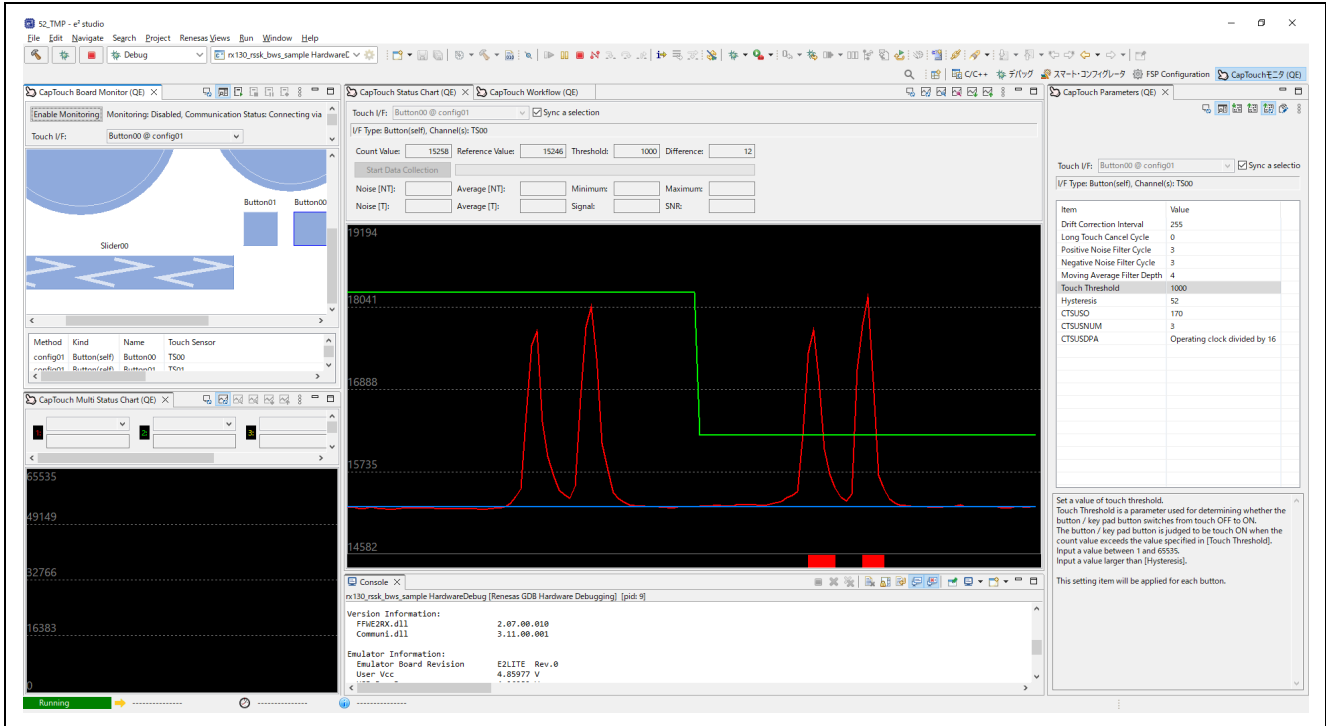 52_TMP - e² studio
File Edit Navigate Search Project Renesas Views Run Window Help
Debug
rx130_rssk_bws_sample HardwareD
C/C++ デバッグ スマート・コンフィグレータ FSP Configuration CapTouchモニタ (QE)
CapTouch Board Monitor (QE)
Enable Monitoring Monitoring: Disabled, Communication Status: Connecting via
Touch I/F: Button00 @ config01
Button01 Button00
Slider00
Method Kind Name Touch Sensor
config01 Button(self) Button00 TS00
config01 Button(self) Button01 TS01
CapTouch Multi Status Chart (QE)
1:
2:
3:
65535
49149
32766
16383
0
CapTouch Status Chart (QE) CapTouch Workflow (QE)
Touch I/F: Button00 @ config01 Sync a selection
I/F Type: Button(self), Channel(s): TS00
Count Value: 15258 Reference Value: 15246 Threshold: 1000 Difference: 12
Start Data Collection
Noise [NT]: Average [NT]: Minimum: Maximum:
Noise [T]: Average [T]: Signal: SNR:
19194
18041
16888
15735
14582
Console
rx130_rssk_bws_sample HardwareDebug [Renesas GDB Hardware Debugging] [pid: 9]
Version Information:
FFWE2RX.dll 2.07.00.010
Communi.dll 3.11.00.001
Emulator Information:
Emulator Board Revision E2LITE Rev.0
User Vcc 4.85977 V
CapTouch Parameters (QE)
Touch I/F: Button00 @ config01 Sync a selectio
I/F Type: Button(self), Channel(s): TS00
Item Value
Drift Correction Interval 255
Long Touch Cancel Cycle 0
Positive Noise Filter Cycle 3
Negative Noise Filter Cycle 3
Moving Average Filter Depth 4
Touch Threshold 1000
Hysteresis 52
CTSUSO 170
CTSUSNUM 3
CTSUSDPA Operating clock divided by 16
Set a value of touch threshold.
Touch Threshold is a parameter used for determining whether the
button / key pad button switches from touch OFF to ON.
The button / key pad button is judged to be touch ON when the
count value exceeds the value specified in [Touch Threshold].
Input a value between 1 and 65535.
Input a value larger than [Hysteresis].
This setting item will be applied for each button.
Running